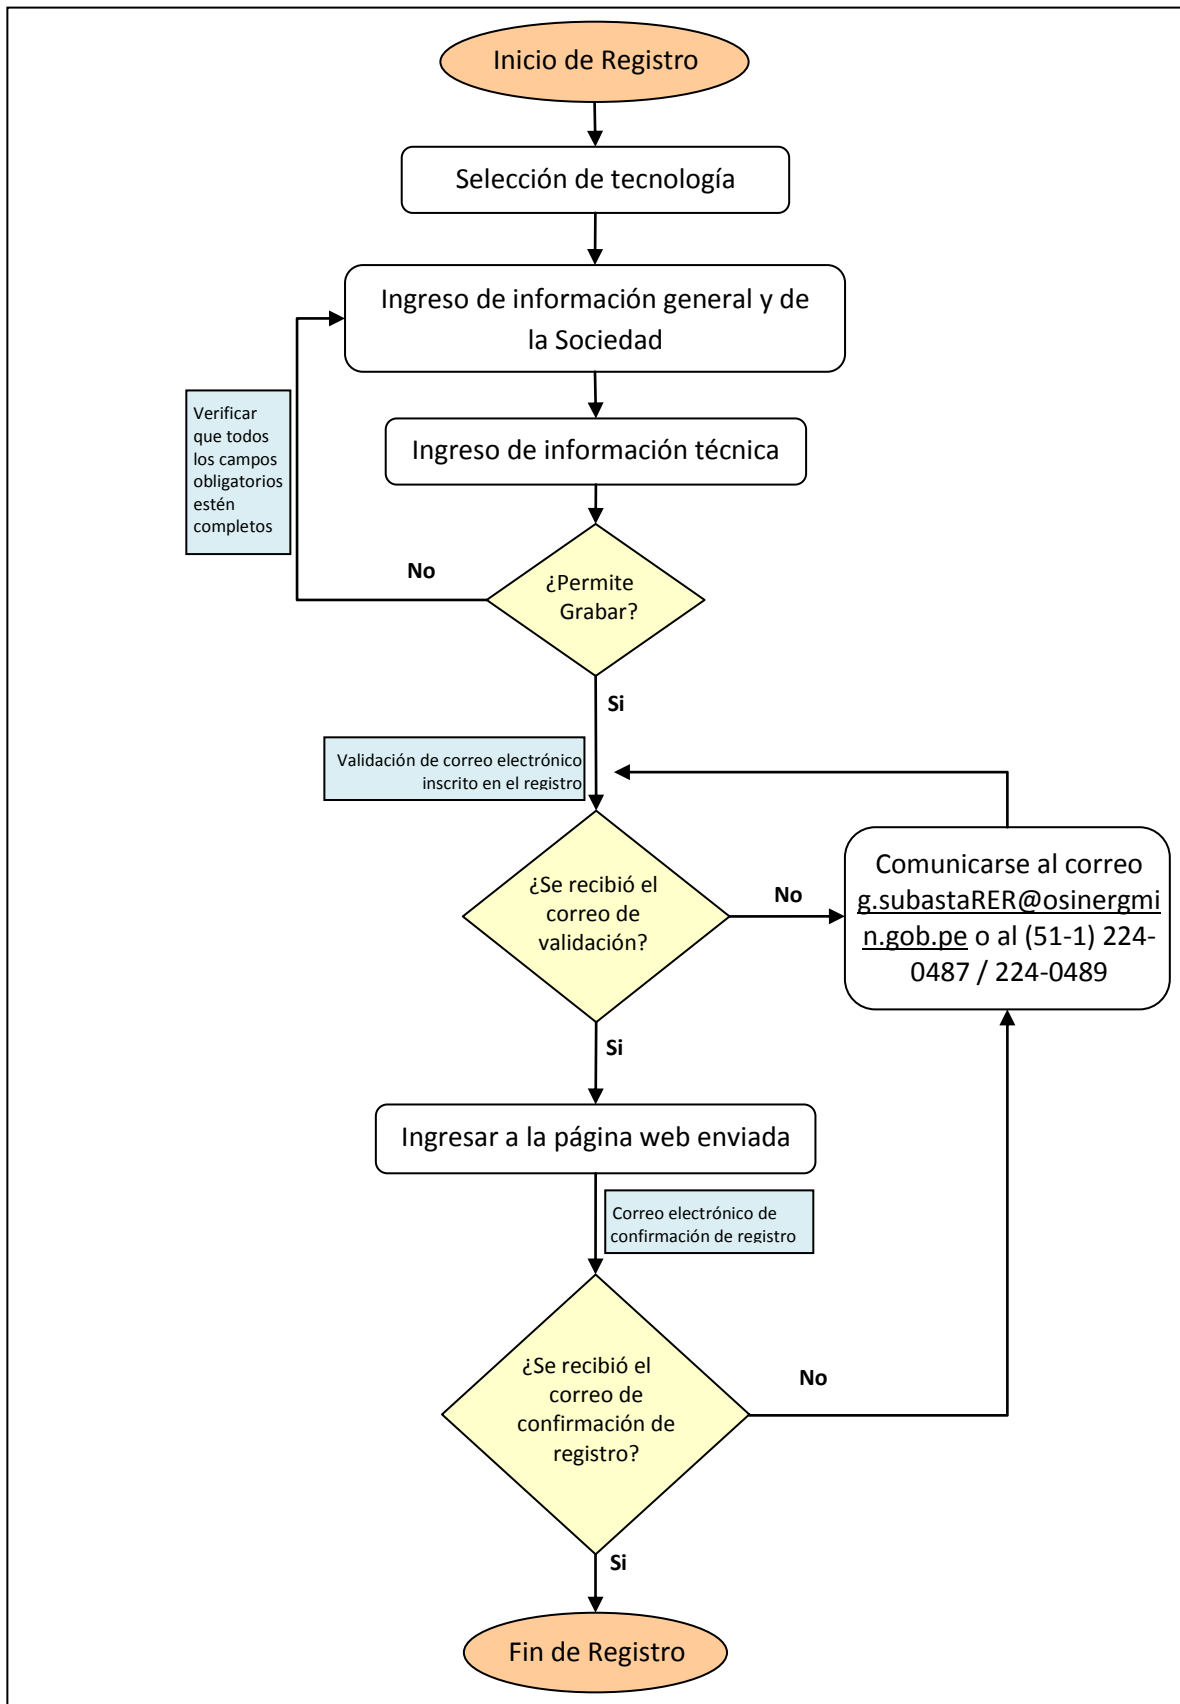 Inicio de Registro
Selección de tecnología
Ingreso de información general y de
la Sociedad
Verificar
que todos
los campos
obligatorios
estén
completos
Ingreso de información técnica
No
¿Permite
Grabar?
Si
Validación de correo electrónico
inscrito en el registro
¿Se recibió el
correo de
validación?
No
Comunicarse al correo
g.subastaRER@osinergmi
n.gob.pe o al (51-1) 224-
0487 / 224-0489
Si
Ingresar a la página web enviada
Correo electrónico de
confirmación de registro
¿Se recibió el
correo de
confirmación de
registro?
No
Si
Fin de Registro